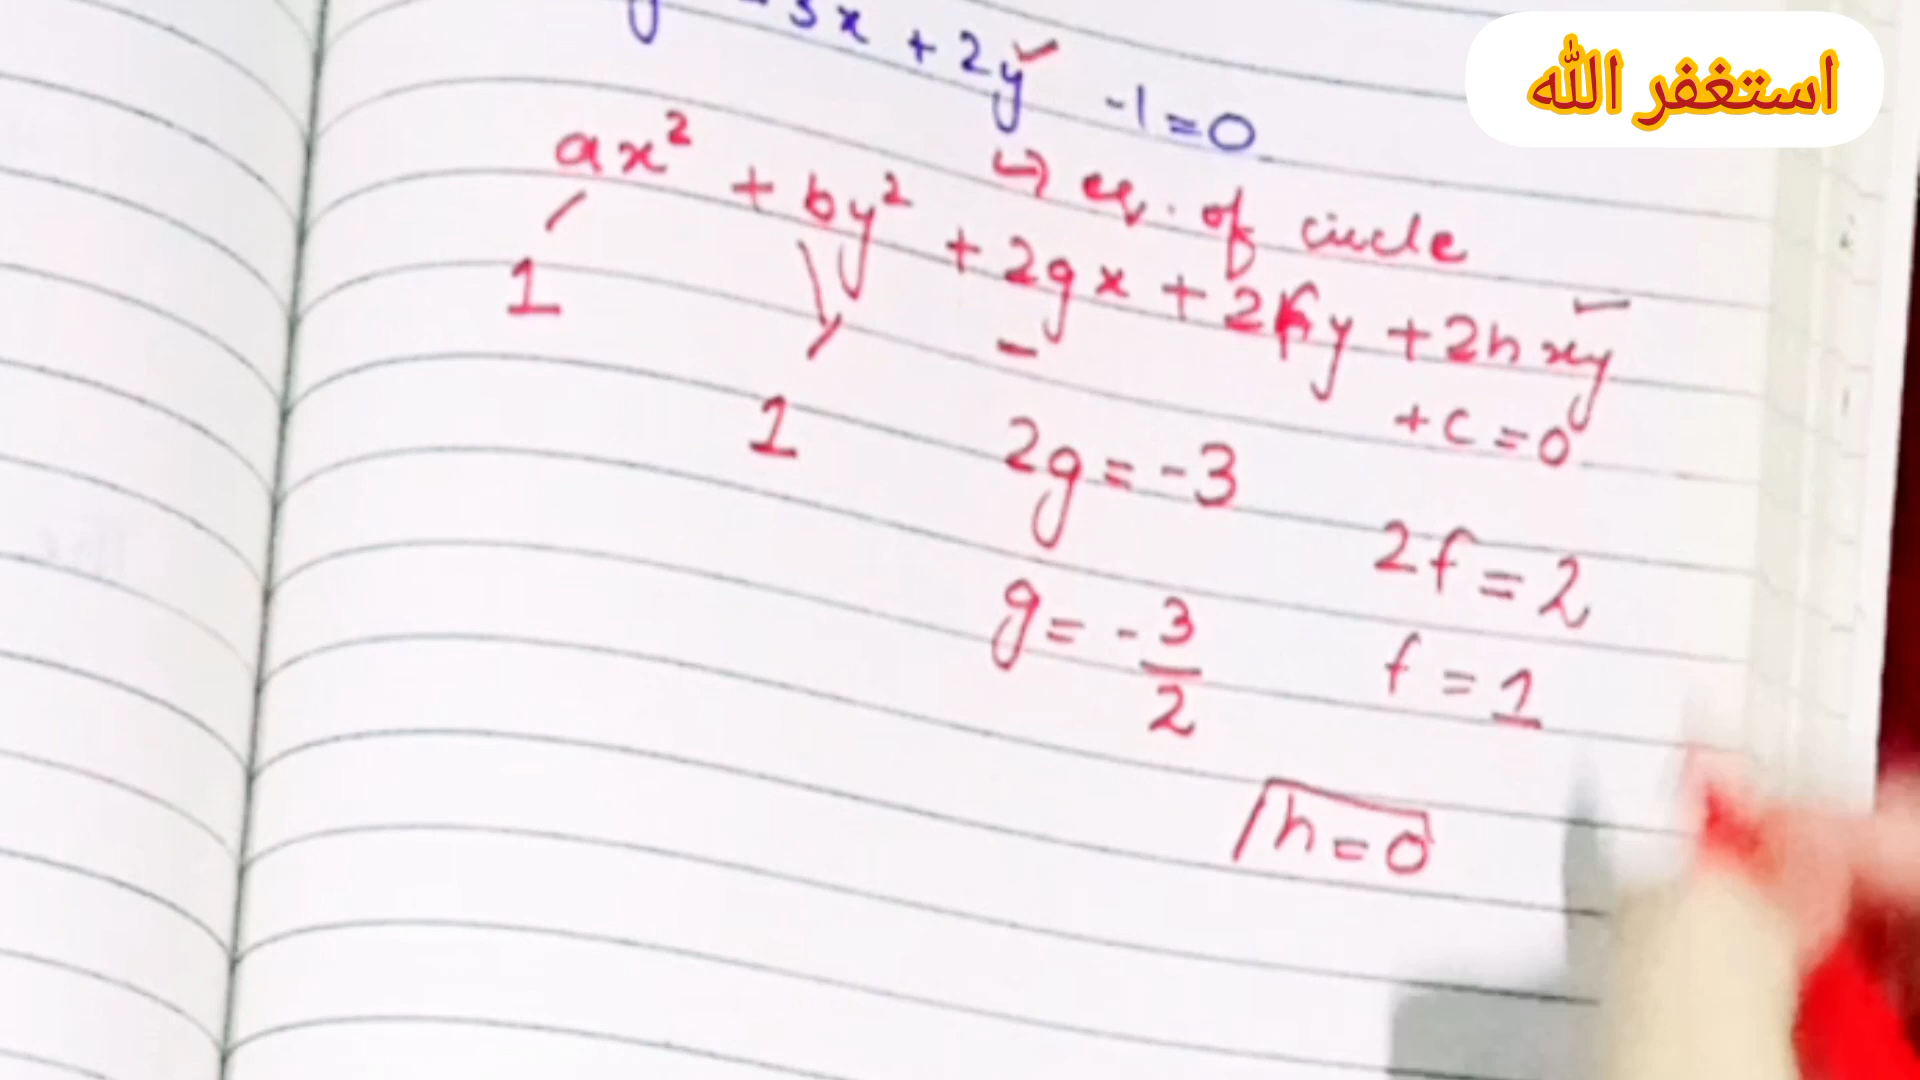 استغفر الله
y - 3x + 2y - 1 = 0
↳ eq. of circle
ax² + by² + 2gx + 2fy + 2hxy
+ c = 0
1
1
2g = -3
2f = 2
g = -3/2
f = 1
h = 0